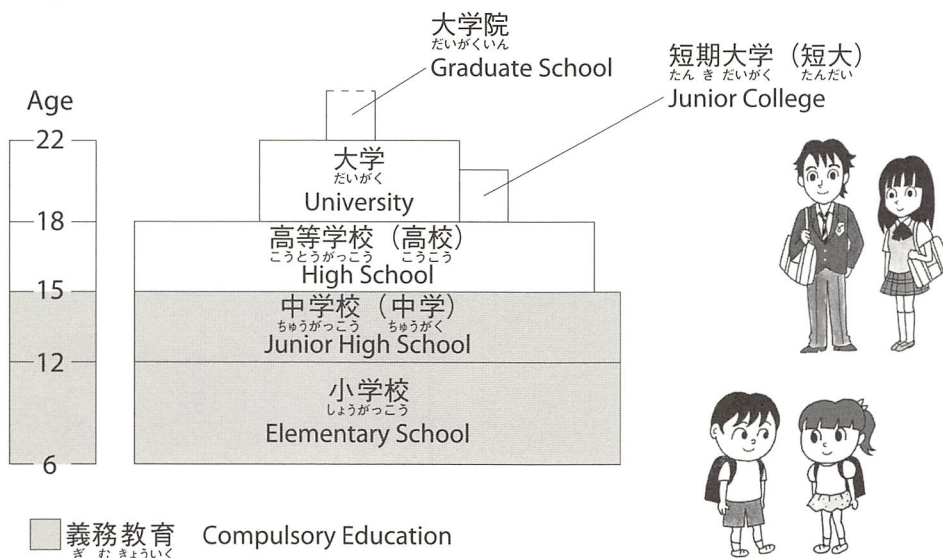 大学院
だいがくいん
Graduate School
短期大学（短大）
たんきだいがく たんだい
Junior College
Age
22
大学
だいがく
University
18
高等学校（高校）
こうとうがっこう こうこう
High School
15
中学校（中学）
ちゅうがっこう ちゅうがく
Junior High School
12
小学校
しょうがっこう
Elementary School
6
義務教育 Compulsory Education
ぎむきょういく